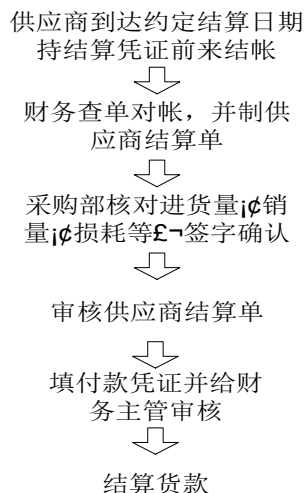 供应商到达约定结算日期
持结算凭证前来结帐
财务查单对帐，并制供
应商结算单
采购部核对进货量¡¢销
量¡¢损耗等£¬签字确认
审核供应商结算单
填付款凭证并给财
务主管审核
结算货款